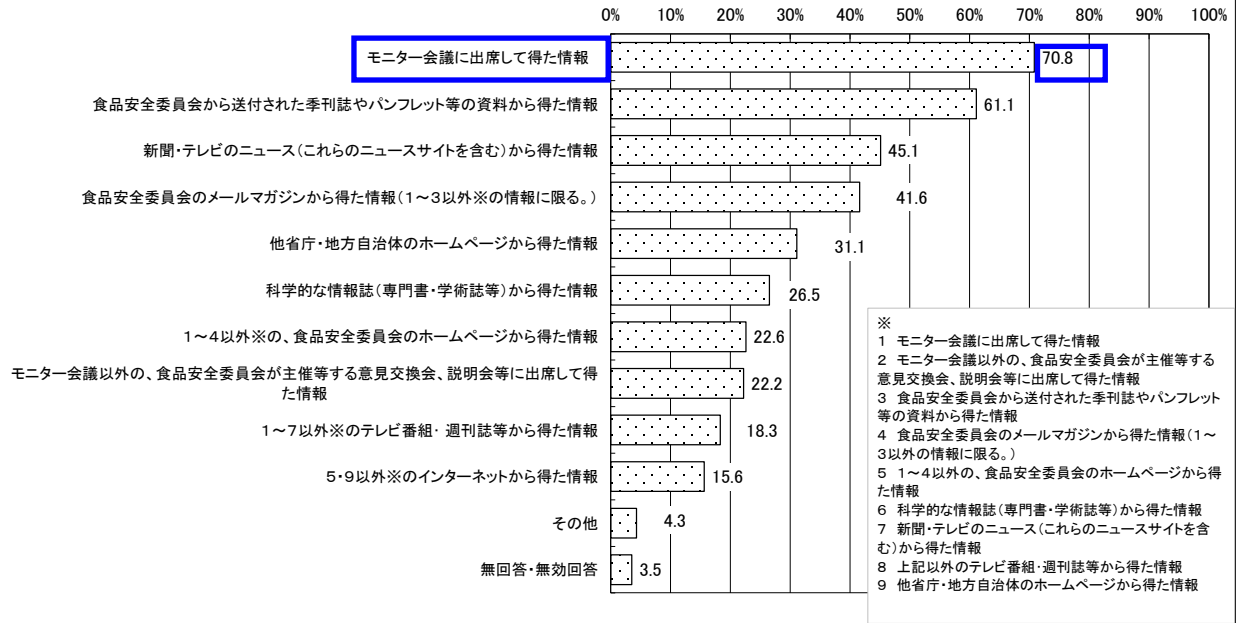 0% 10% 20% 30% 40% 50% 60% 70% 80% 90% 100%
モニター会議に出席して得た情報 70.8
食品安全委員会から送付された季刊誌やパンフレット等の資料から得た情報 61.1
新聞・テレビのニュース(これらのニュースサイトを含む)から得た情報 45.1
食品安全委員会のメールマガジンから得た情報(1～3以外※の情報に限る。) 41.6
他省庁・地方自治体のホームページから得た情報 31.1
科学的な情報誌(専門書・学術誌等)から得た情報 26.5
1～4以外※の、食品安全委員会のホームページから得た情報 22.6
モニター会議以外の、食品安全委員会が主催等する意見交換会、説明会等に出席して得
た情報 22.2
1～7以外※のテレビ番組・ 週刊誌等から得た情報 18.3
5・9以外※のインターネットから得た情報 15.6
その他 4.3
無回答・無効回答 3.5
※
1 モニター会議に出席して得た情報
2 モニター会議以外の、食品安全委員会が主催等する
意見交換会、説明会等に出席して得た情報
3 食品安全委員会から送付された季刊誌やパンフレット
等の資料から得た情報
4 食品安全委員会のメールマガジンから得た情報(1～
3以外の情報に限る。)
5 1～4以外の、食品安全委員会のホームページから得
た情報
6 科学的な情報誌(専門書・学術誌等)から得た情報
7 新聞・テレビのニュース(これらのニュースサイトを含
む)から得た情報
8 上記以外のテレビ番組・週刊誌等から得た情報
9 他省庁・地方自治体のホームページから得た情報